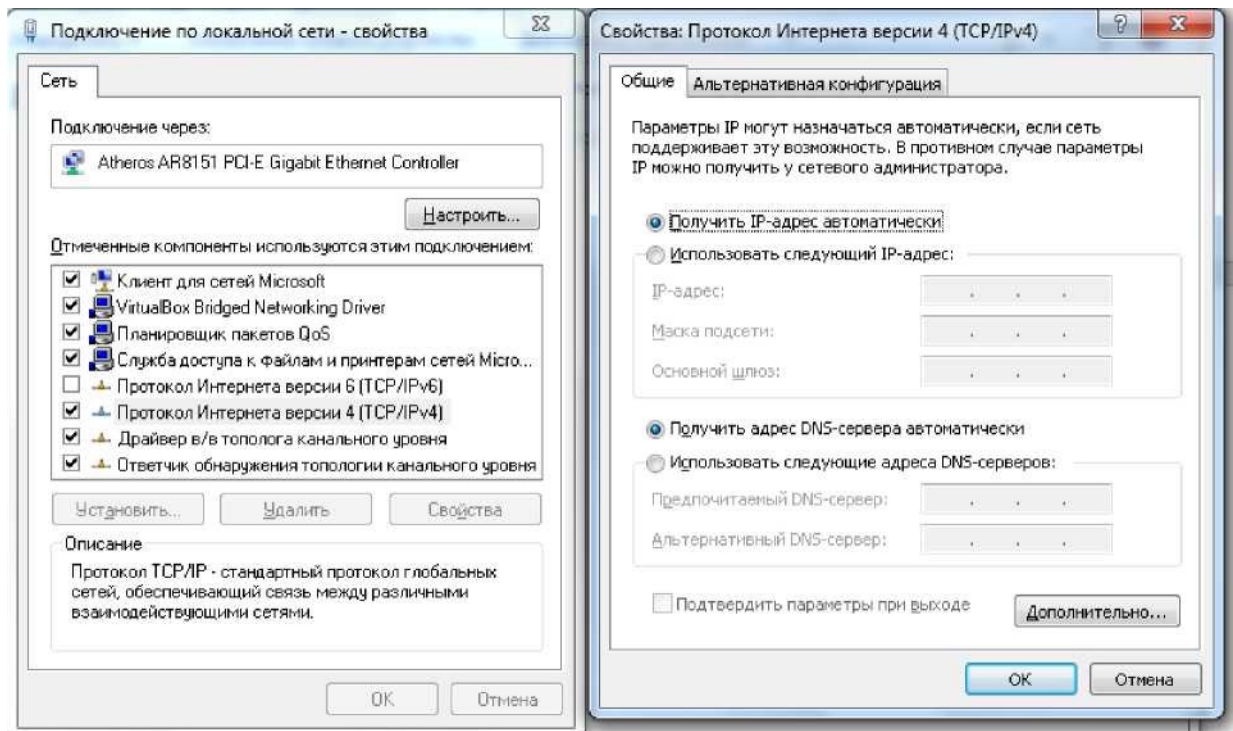 Подключение по локальной сети - свойства
Сеть
Подключение через:
Atheros AR8151 PCI-E Gigabit Ethernet Controller
Настроить...
Отмеченные компоненты используются этим подключением:
Клиент для сетей Microsoft
VirtualBox Bridged Networking Driver
Планировщик пакетов QoS
Служба доступа к файлам и принтерам сетей Micro...
Протокол Интернета версии 6 (TCP/IPv6)
Протокол Интернета версии 4 (TCP/IPv4)
Драйвер в/в тополога канального уровня
Ответчик обнаружения топологии канального уровня
Установить...
Удалить
Свойства
Описание
Протокол TCP/IP - стандартный протокол глобальных
сетей, обеспечивающий связь между различными
взаимодействующими сетями.
OK
Отмена
Свойства: Протокол Интернета версии 4 (TCP/IPv4)
Общие
Альтернативная конфигурация
Параметры IP могут назначаться автоматически, если сеть
поддерживает эту возможность. В противном случае параметры
IP можно получить у сетевого администратора.
Получить IP-адрес автоматически
Использовать следующий IP-адрес:
IP-адрес:
Маска подсети:
Основной шлюз:
Получить адрес DNS-сервера автоматически
Использовать следующие адреса DNS-серверов:
Предпочитаемый DNS-сервер:
Альтернативный DNS-сервер:
Подтвердить параметры при выходе
Дополнительно...
OK
Отмена